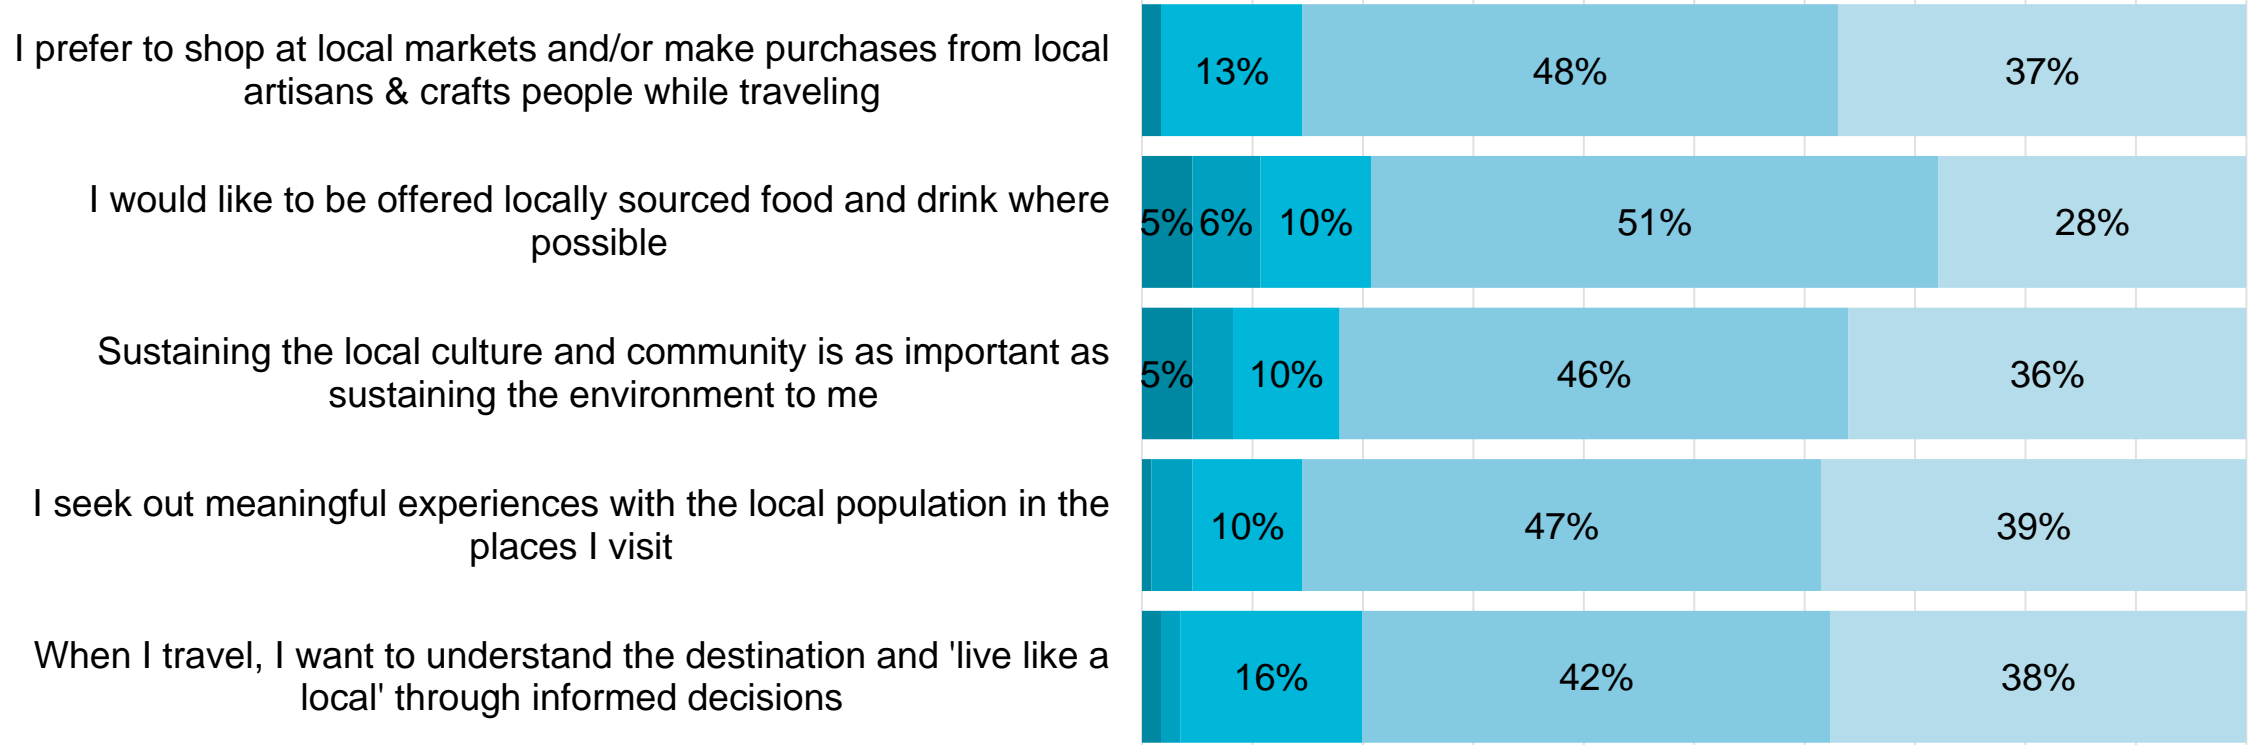 I prefer to shop at local markets and/or make purchases from local
artisans & crafts people while traveling
13% 48% 37%
I would like to be offered locally sourced food and drink where
possible
5% 6% 10% 51% 28%
Sustaining the local culture and community is as important as
sustaining the environment to me
5% 10% 46% 36%
I seek out meaningful experiences with the local population in the
places I visit
10% 47% 39%
When I travel, I want to understand the destination and 'live like a
local' through informed decisions
16% 42% 38%